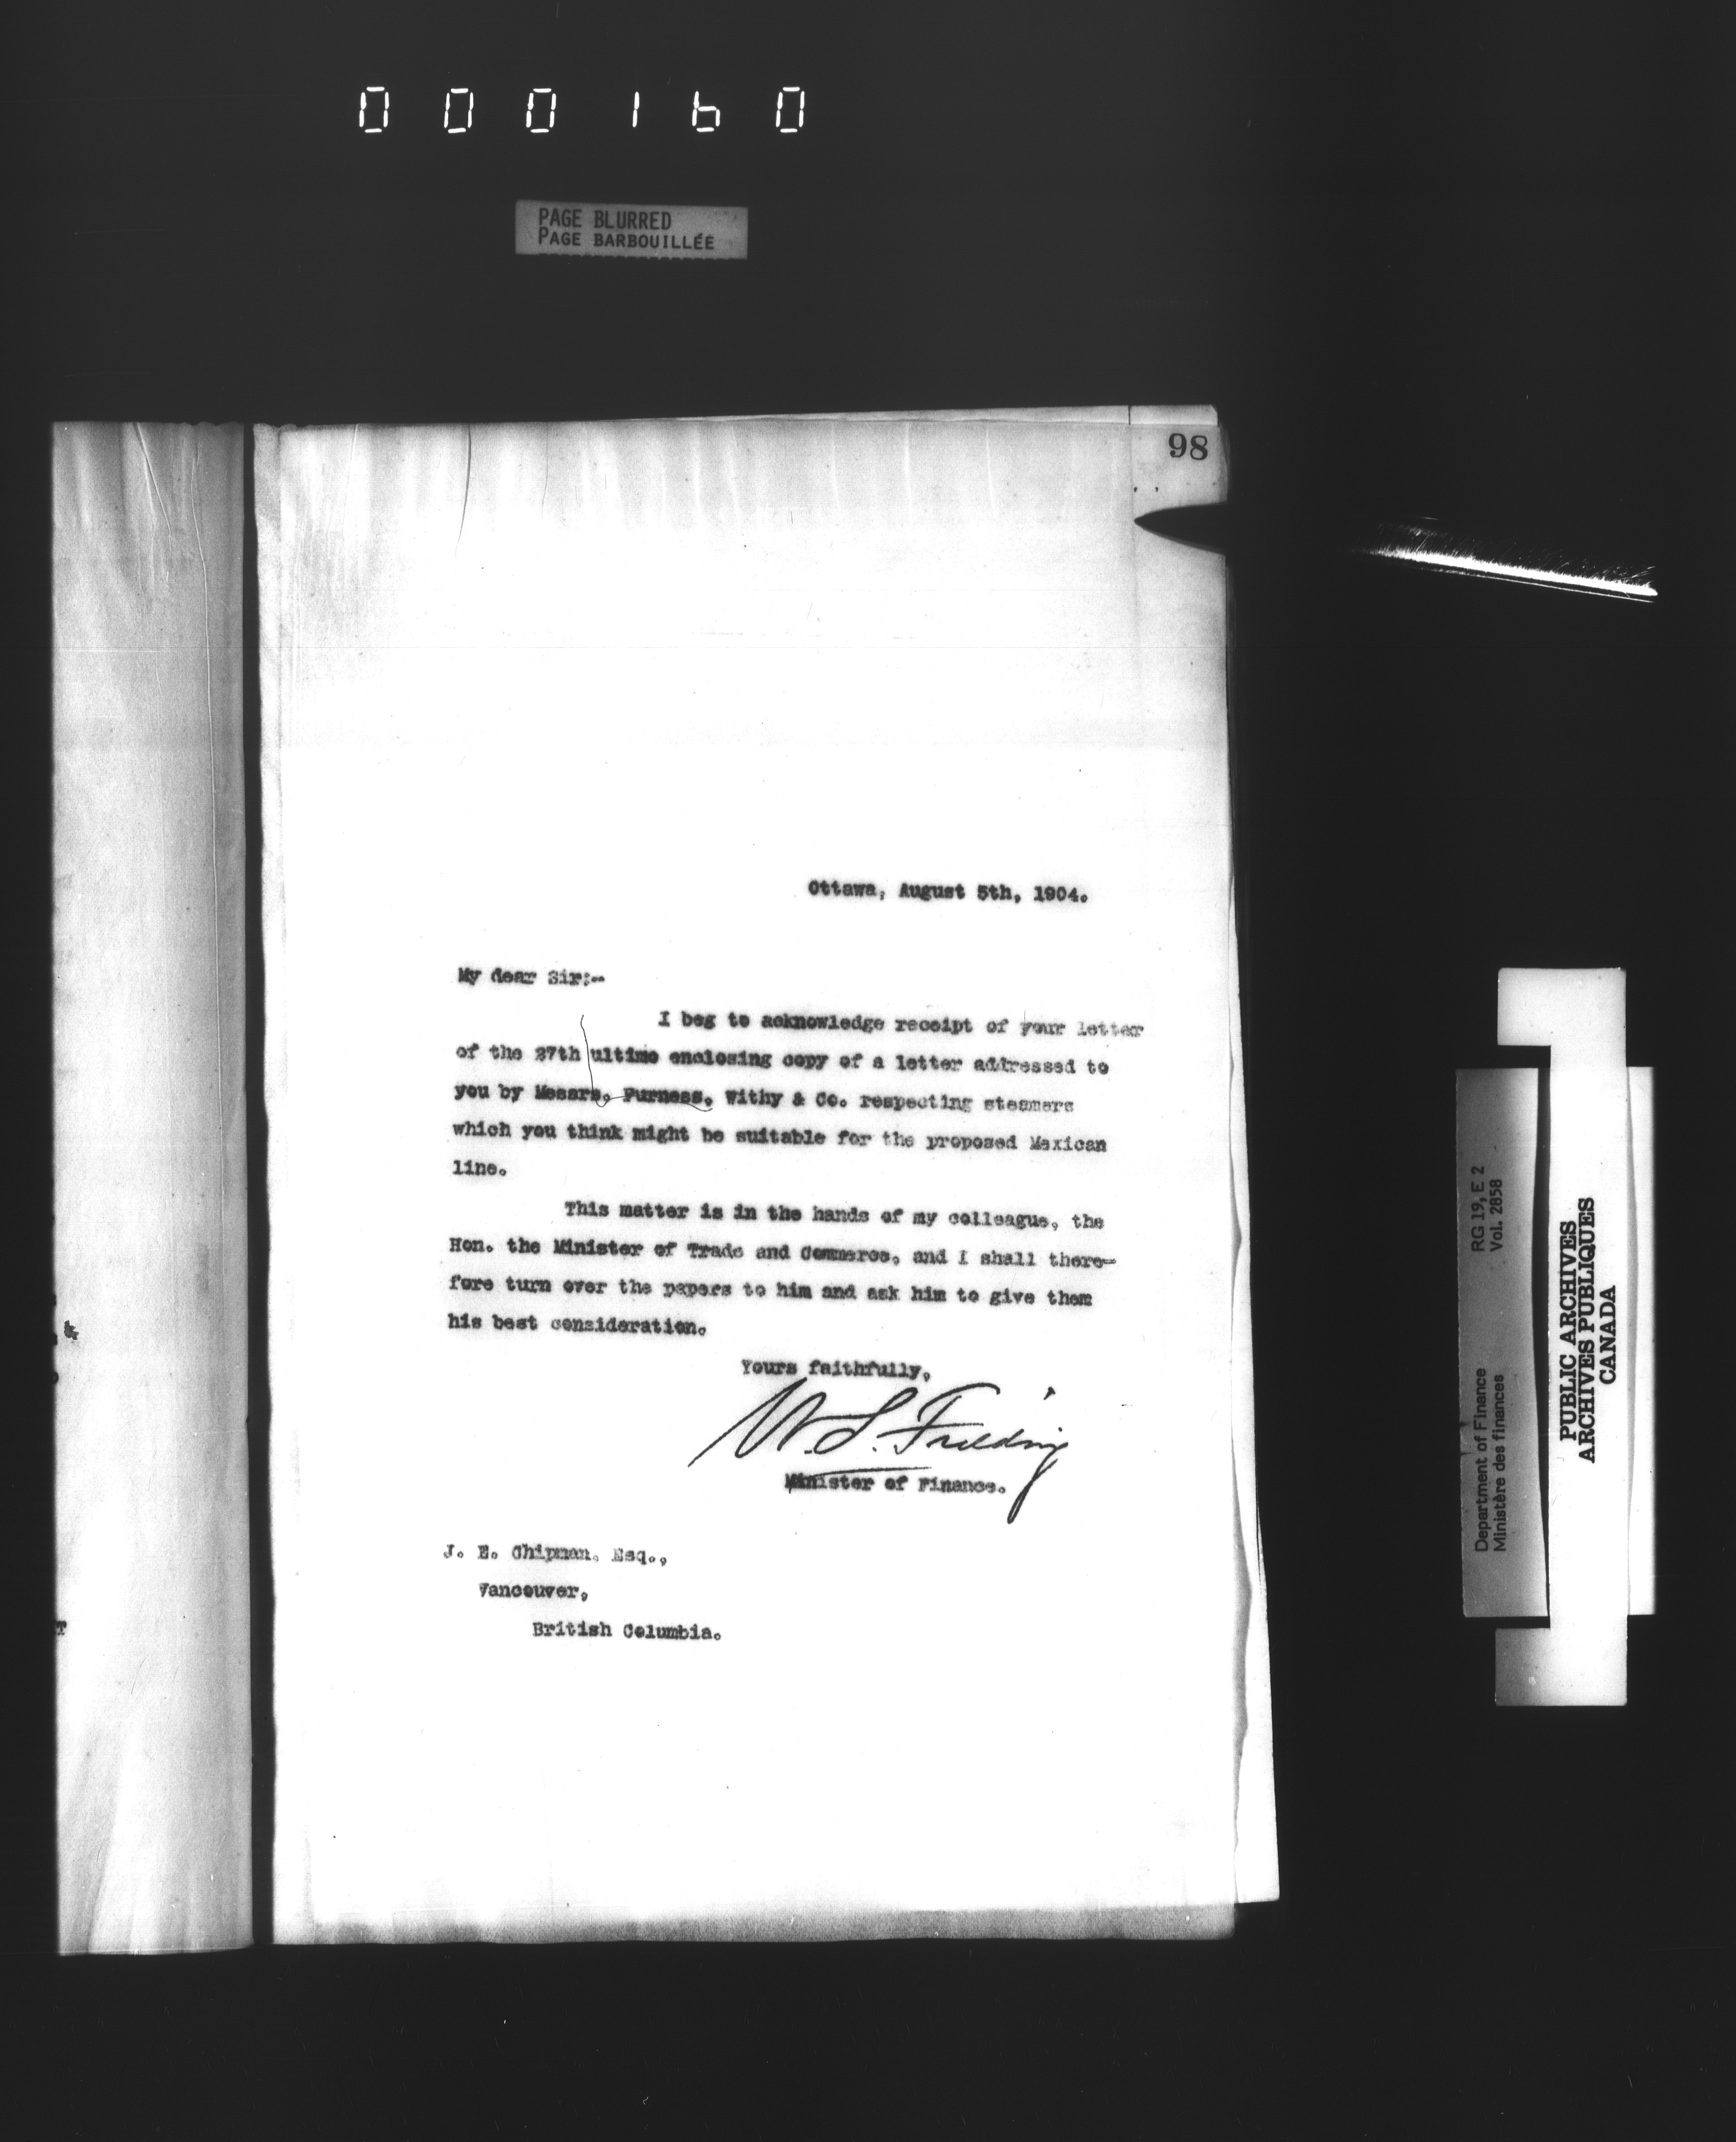 000160
PAGE BLURRED
PAGE BARBOUILLÉE
98
Ottawa, August 5th, 1904.
My dear Sir:--
I beg to acknowledge receipt of your letter
of the 27th ultimo enclosing copy of a letter addressed to
you by Messrs. Furness, Withy & Co. respecting steamers
which you think might be suitable for the proposed Mexican
line.
This matter is in the hands of my colleague, the
Hon. the Minister of Trade and Commerce, and I shall there-
fore turn over the papers to him and ask him to give them
his best consideration.
Yours faithfully,
W. S. Fielding
Minister of Finance.
J. E. Chipman, Esq.,
Vancouver,
British Columbia.
&
T
RG 19, E 2
Vol. 2858
Department of Finance
Ministère des finances
PUBLIC ARCHIVES
ARCHIVES PUBLIQUES
CANADA